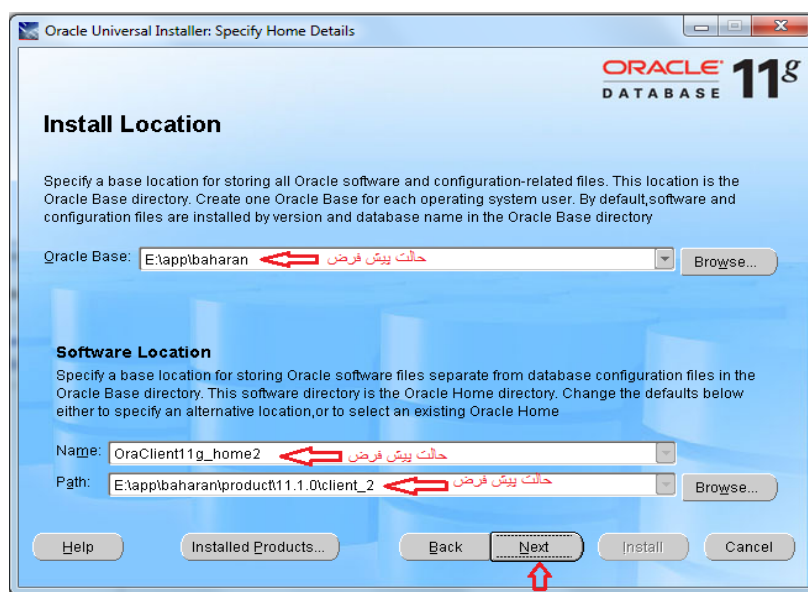 Oracle Universal Installer: Specify Home Details
ORACLE 11g
DATABASE
Install Location
Specify a base location for storing all Oracle software and configuration-related files. This location is the
Oracle Base directory. Create one Oracle Base for each operating system user. By default,software and
configuration files are installed by version and database name in the Oracle Base directory
Oracle Base: E:\app\baharan حالت پیش فرض Browse...
Software Location
Specify a base location for storing Oracle software files separate from database configuration files in the
Oracle Base directory. This software directory is the Oracle Home directory. Change the defaults below
either to specify an alternative location,or to select an existing Oracle Home
Name: OraClient11g_home2 حالت پیش فرض
Path: E:\app\baharan\product\11.1.0\client_2 حالت پیش فرض Browse...
Help Installed Products... Back Next Install Cancel